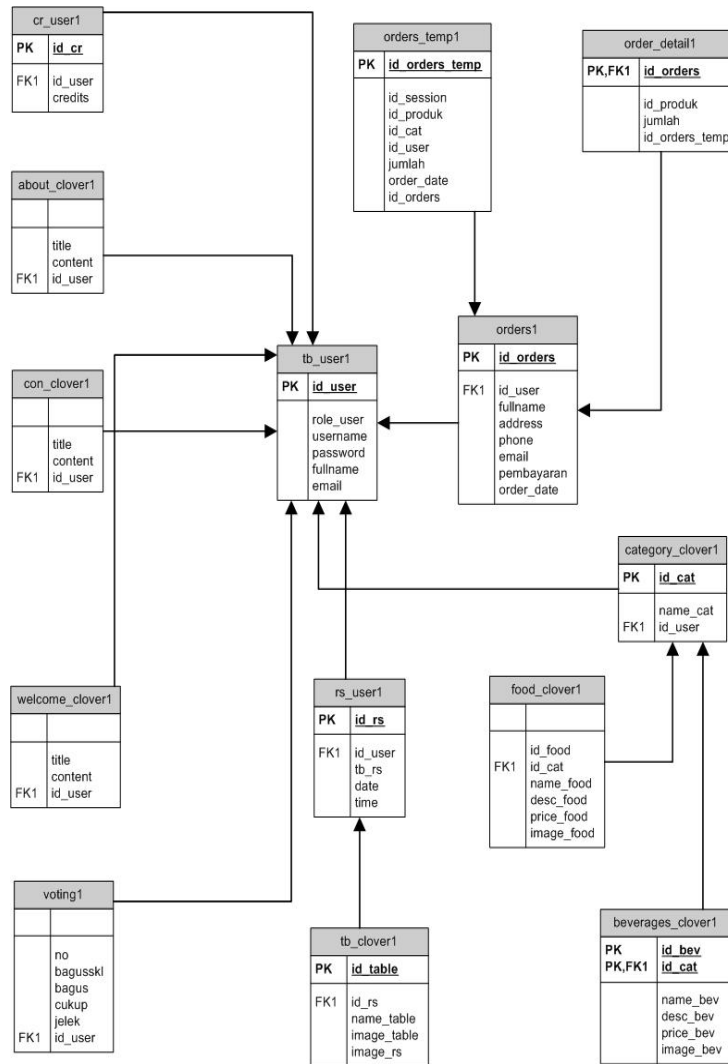 cr_user1
PK id_cr
FK1 id_user
credits
orders_temp1
PK id_orders_temp
id_session
id_produk
id_cat
id_user
jumlah
order_date
id_orders
order_detail1
PK,FK1 id_orders
id_produk
jumlah
id_orders_temp
about_clover1
title
content
FK1 id_user
tb_user1
PK id_user
role_user
username
password
fullname
email
orders1
PK id_orders
FK1 id_user
fullname
address
phone
email
pembayaran
order_date
con_clover1
title
content
FK1 id_user
category_clover1
PK id_cat
name_cat
FK1 id_user
welcome_clover1
title
content
FK1 id_user
rs_user1
PK id_rs
FK1 id_user
tb_rs
date
time
food_clover1
id_food
FK1 id_cat
name_food
desc_food
price_food
image_food
voting1
no
bagusskl
bagus
cukup
jelek
FK1 id_user
tb_clover1
PK id_table
FK1 id_rs
name_table
image_table
image_rs
beverages_clover1
PK id_bev
PK,FK1 id_cat
name_bev
desc_bev
price_bev
image_bev